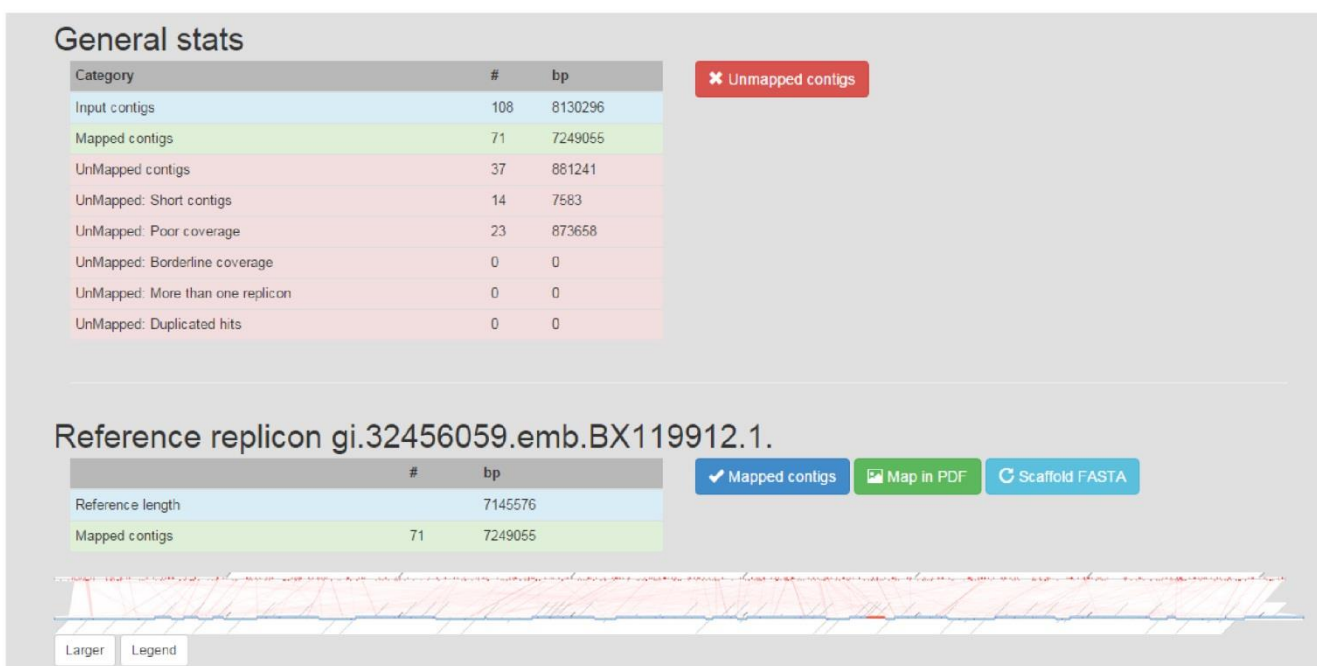 General stats
Category # bp
Unmapped contigs
Input contigs 108 8130296
Mapped contigs 71 7249055
UnMapped contigs 37 881241
UnMapped: Short contigs 14 7583
UnMapped: Poor coverage 23 873658
UnMapped: Borderline coverage 0 0
UnMapped: More than one replicon 0 0
UnMapped: Duplicated hits 0 0
Reference replicon gi.32456059.emb.BX119912.1.
# bp
Mapped contigs Map in PDF Scaffold FASTA
Reference length 7145576
Mapped contigs 71 7249055
Larger Legend